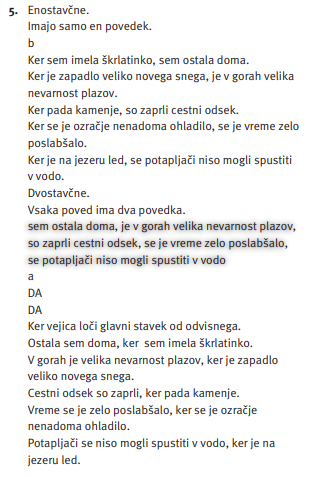 5. Enostavčne.
Imajo samo en povedek.
b
Ker sem imela škrlatinko, sem ostala doma.
Ker je zapadlo veliko novega snega, je v gorah velika
nevarnost plazov.
Ker pada kamenje, so zaprli cestni odsek.
Ker se je ozračje nenadoma ohladilo, se je vreme zelo
poslabšalo.
Ker je na jezeru led, se potapljači niso mogli spustiti
v vodo.
Dvostavčne.
Vsaka poved ima dva povedka.
sem ostala doma, je v gorah velika nevarnost plazov,
so zaprli cestni odsek, se je vreme zelo poslabšalo,
se potapljači niso mogli spustiti v vodo
a
DA
DA
Ker vejica loči glavni stavek od odvisnega.
Ostala sem doma, ker sem imela škrlatinko.
V gorah je velika nevarnost plazov, ker je zapadlo
veliko novega snega.
Cestni odsek so zaprli, ker pada kamenje.
Vreme se je zelo poslabšalo, ker se je ozračje
nenadoma ohladilo.
Potapljači se niso mogli spustiti v vodo, ker je na
jezeru led.